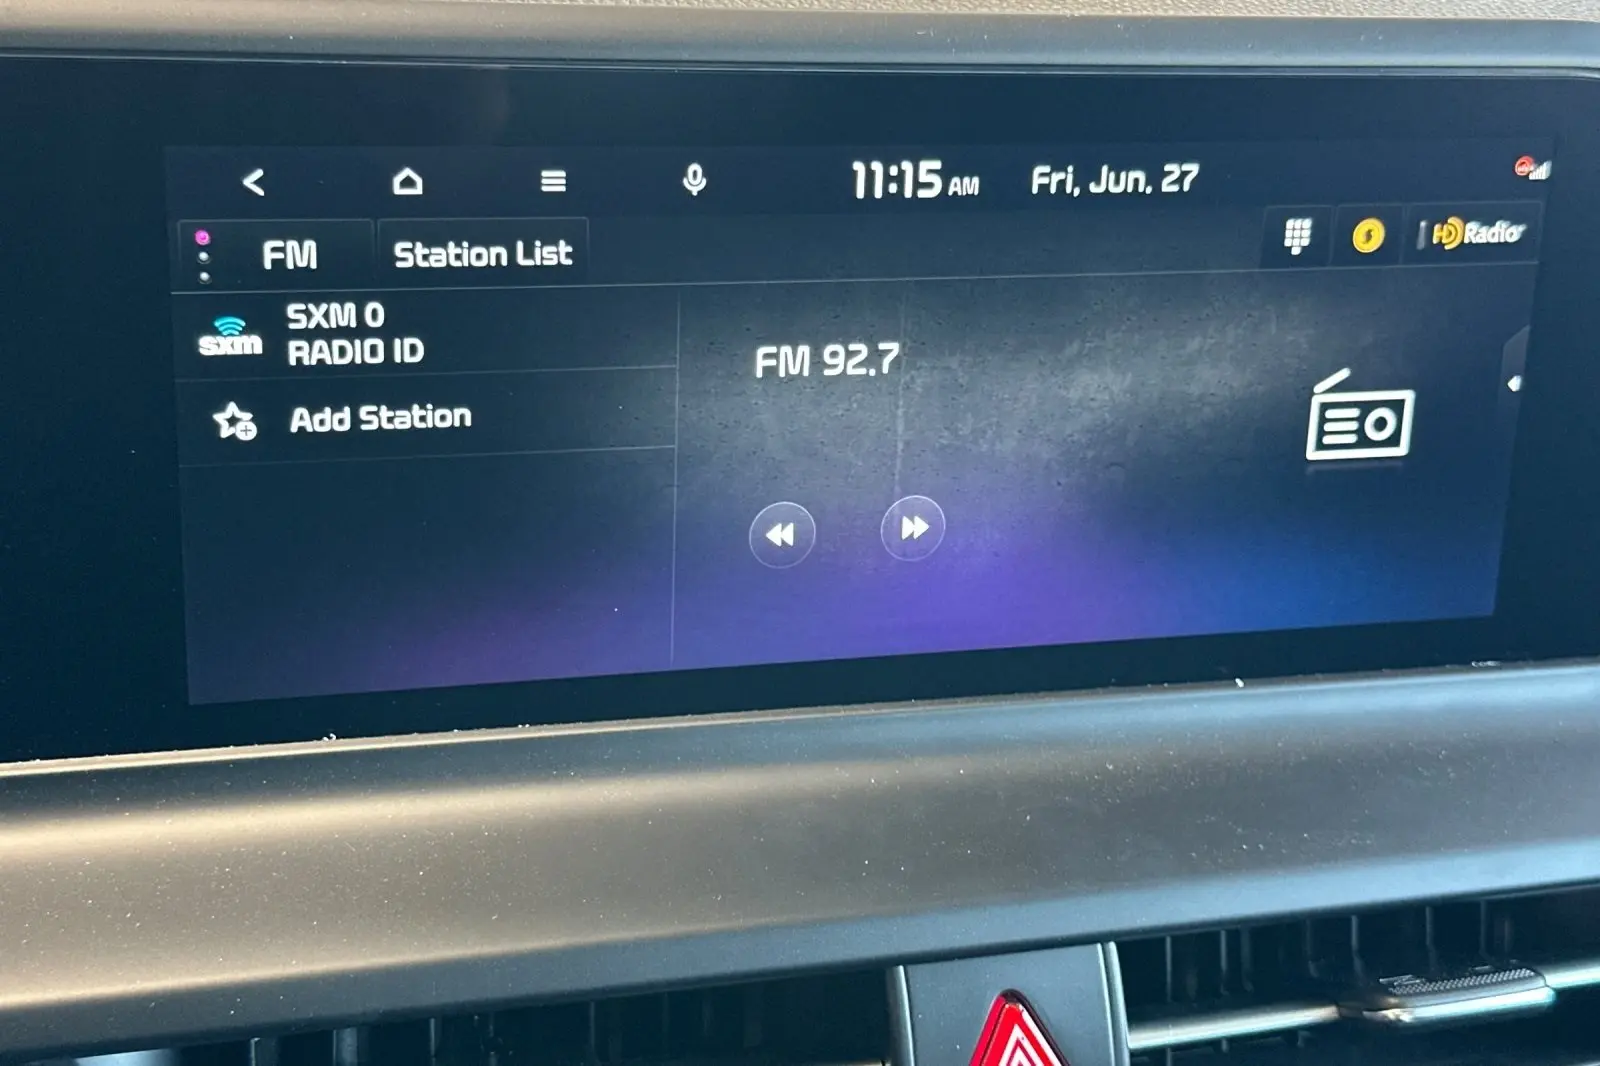 11:15 AM Fri, Jun. 27
FM Station List HD Radio
sxm SXM 0
RADIO ID
Add Station
FM 92.7